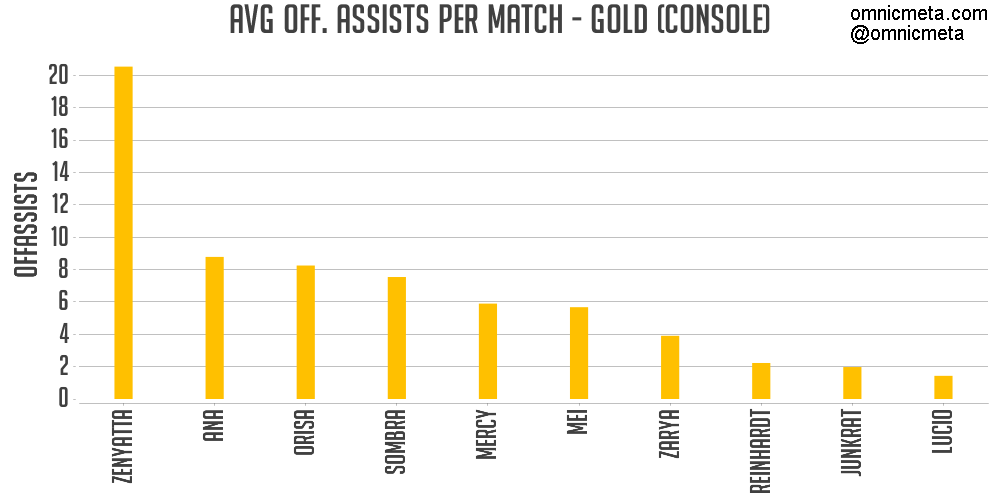 AVG OFF. ASSISTS PER MATCH - GOLD (CONSOLE)
omnicmeta.com
@omnicmeta
OFFASSISTS
20
18
16
14
12
10
8
6
4
2
0
ZENYATTA
ANA
ORISA
SOMBRA
MERCY
MEI
ZARYA
REINHARDT
JUNKRAT
LUCIO